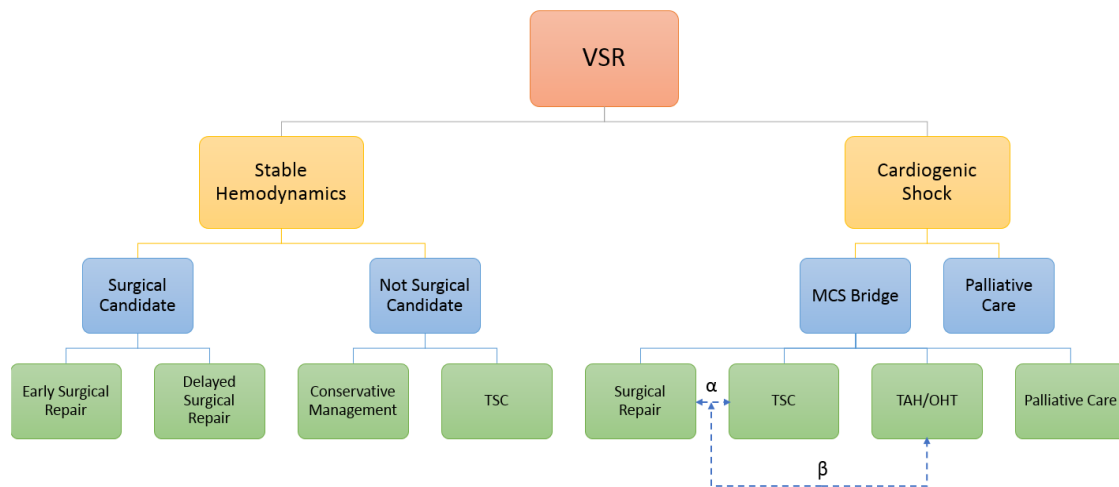 VSR
Stable
Hemodynamics
Cardiogenic
Shock
Surgical
Candidate
Not Surgical
Candidate
MCS Bridge
Palliative
Care
Early Surgical
Repair
Delayed
Surgical
Repair
Conservative
Management
TSC
Surgical
Repair
α
TSC
TAH/OHT
Palliative Care
β